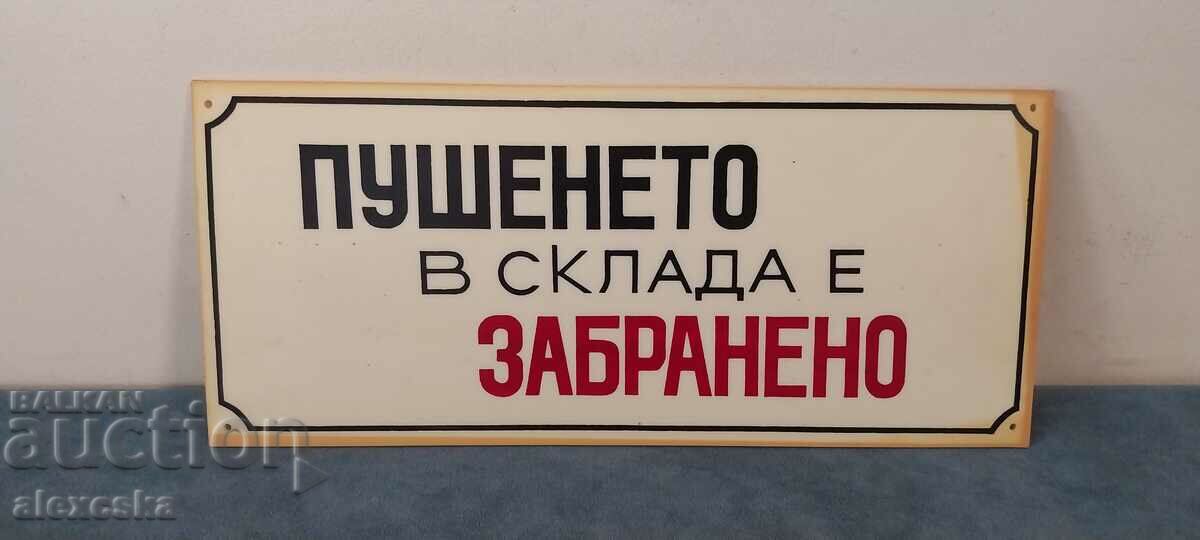 ПУШЕНЕТО
В СКЛАДА Е
ЗАБРАНЕНО
BALKAN
auction
alexcska